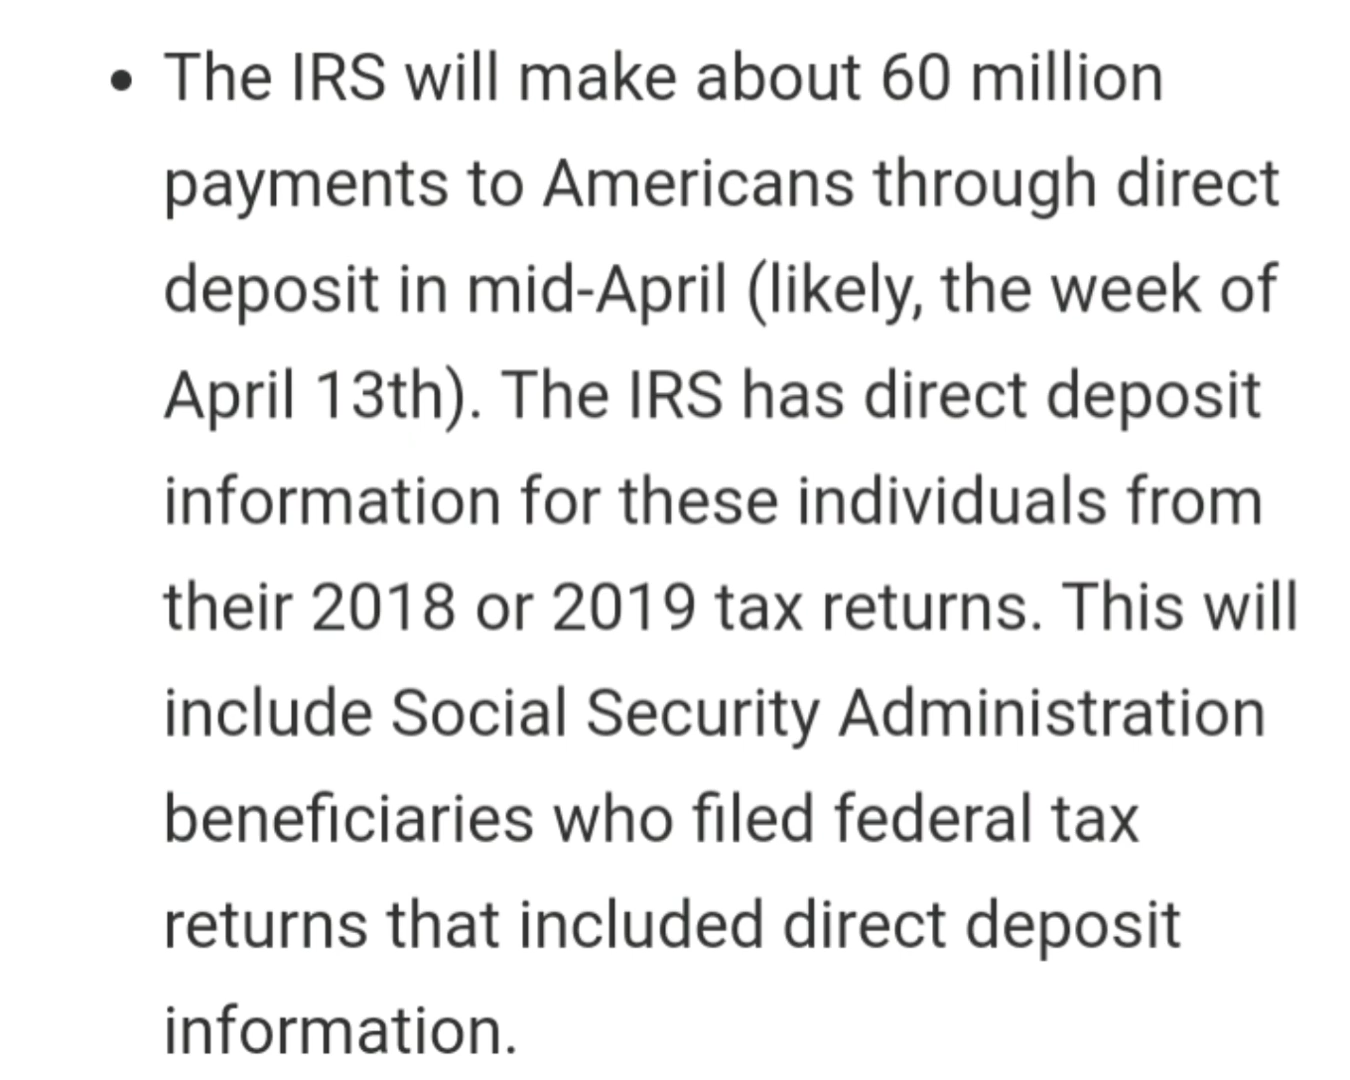 • The IRS will make about 60 million
payments to Americans through direct
deposit in mid-April (likely, the week of
April 13th). The IRS has direct deposit
information for these individuals from
their 2018 or 2019 tax returns. This will
include Social Security Administration
beneficiaries who filed federal tax
returns that included direct deposit
information.